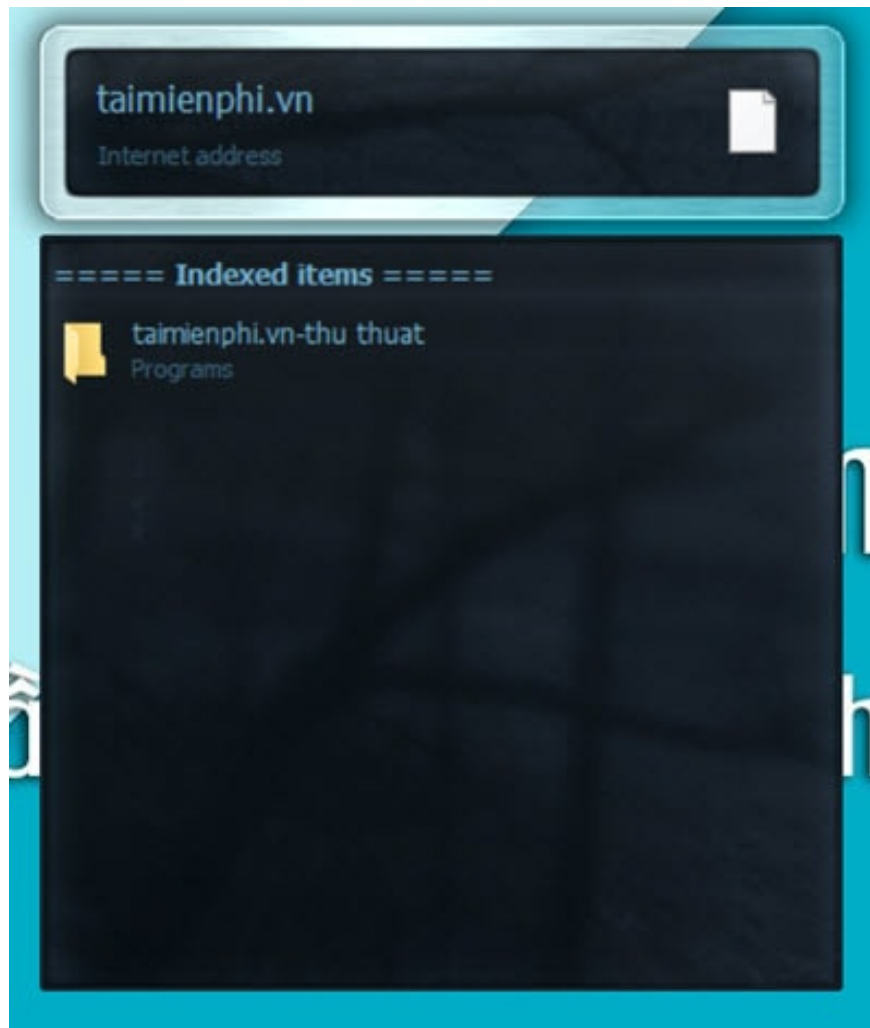 taimienphi.vn
Internet address
===== Indexed items =====
taimienphi.vn-thu thuat
Programs